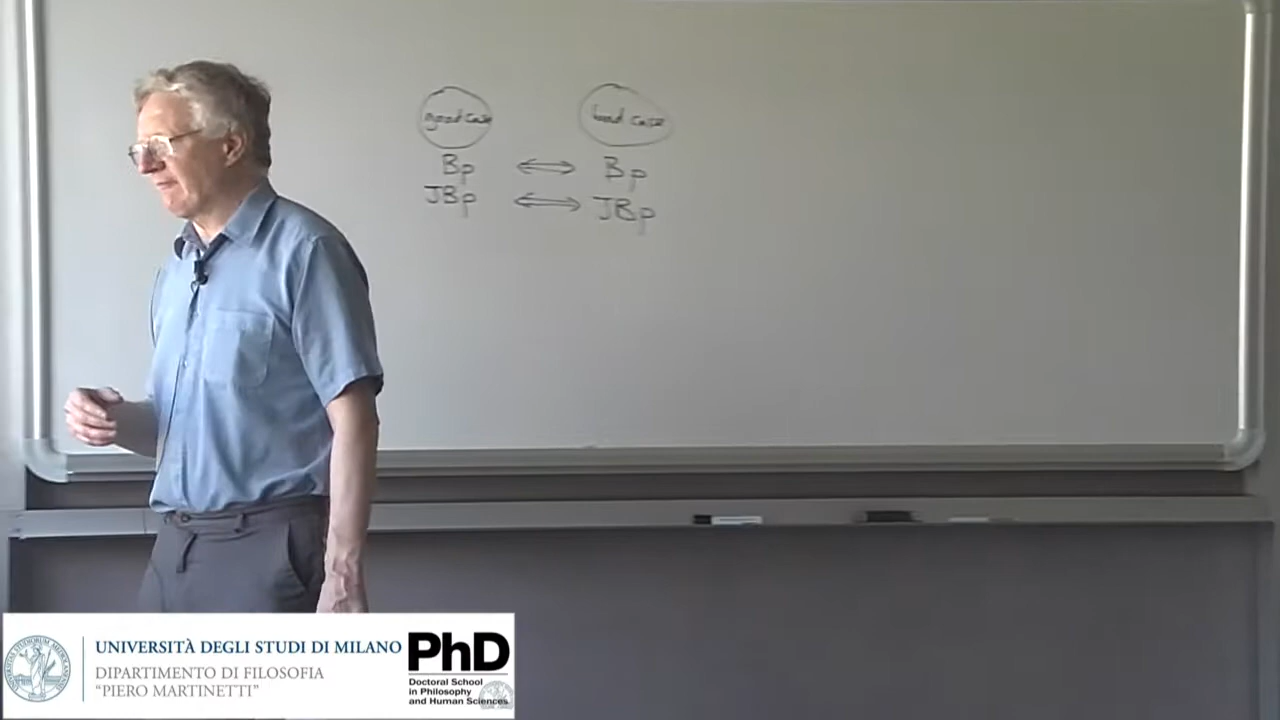 good case bad case
Bp ⟺ Bp
JBp ⟺ JBp
UNIVERSITÀ DEGLI STUDI DI MILANO
DIPARTIMENTO DI FILOSOFIA
"PIERO MARTINETTI"
PhD
Doctoral School
in Philosophy
and Human Sciences